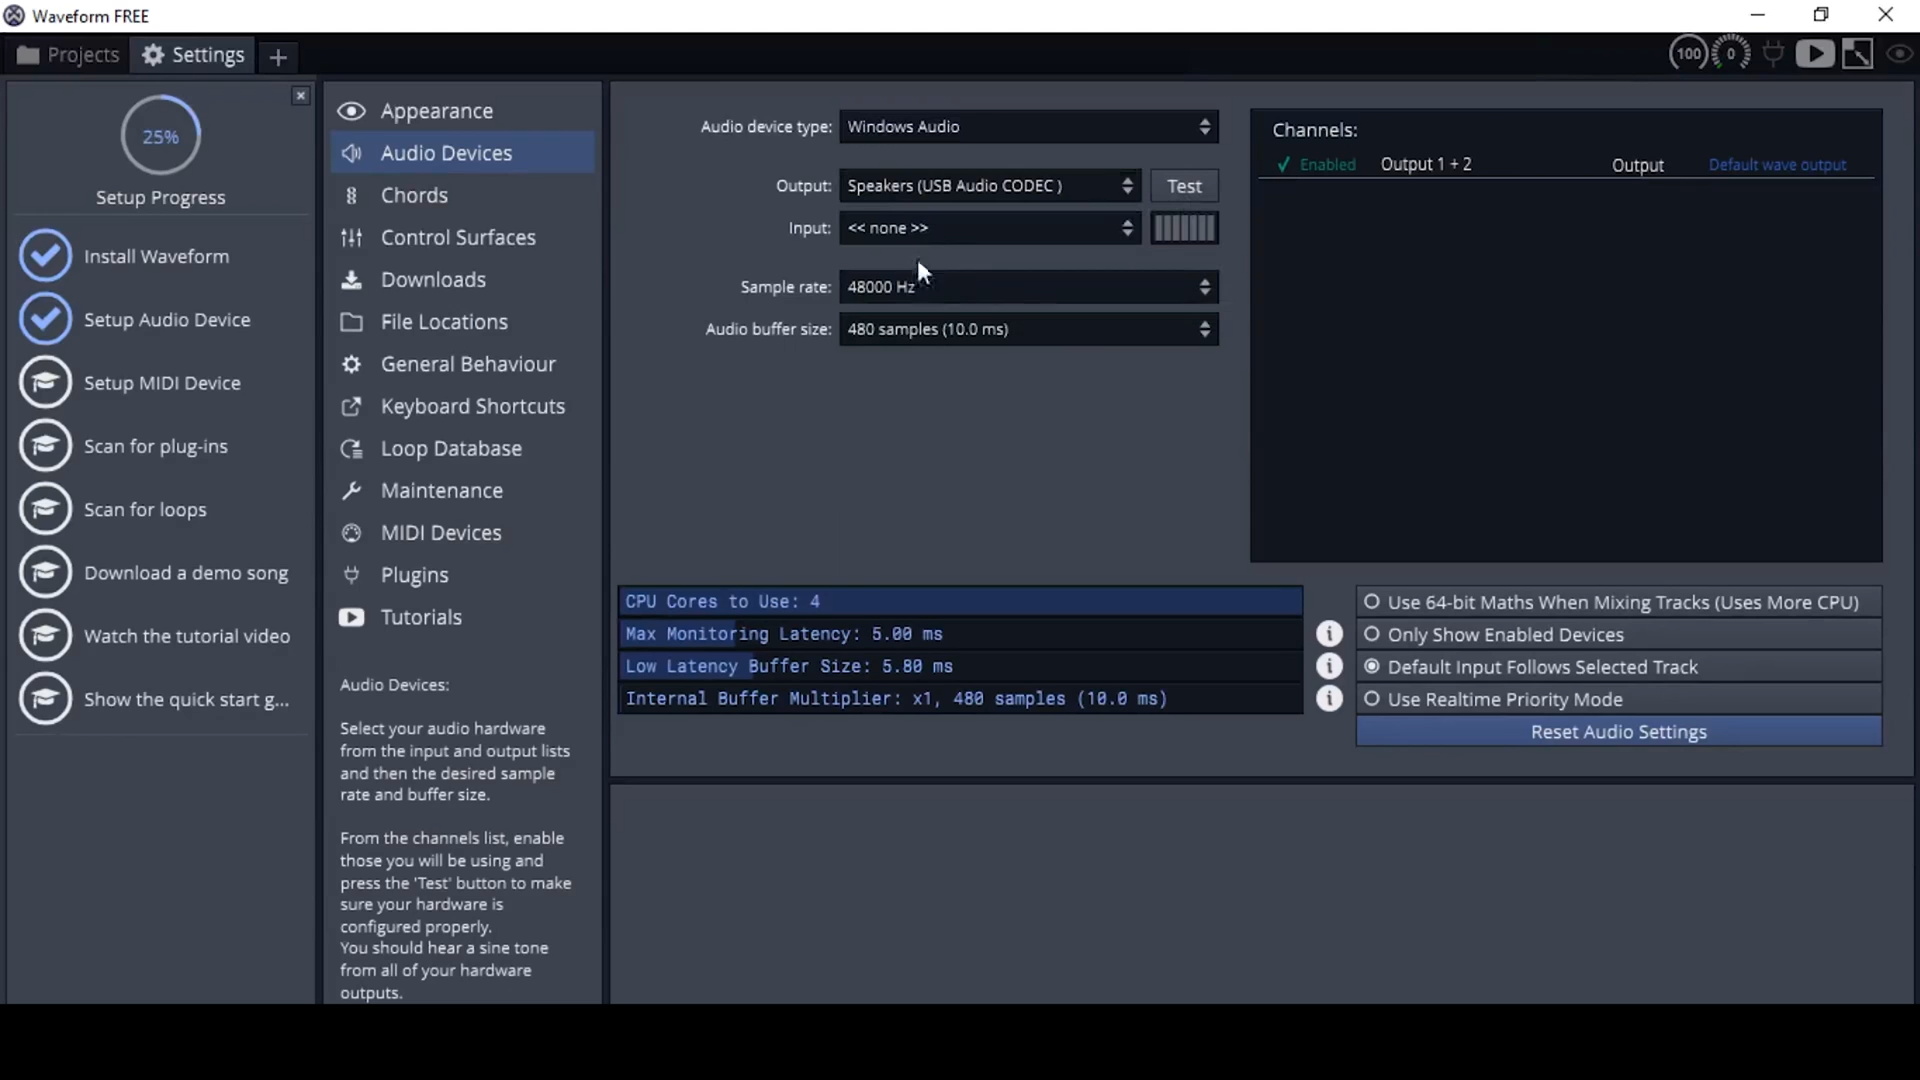 Waveform FREE
Projects
Settings
100
0
25%
Setup Progress
Install Waveform
Setup Audio Device
Setup MIDI Device
Scan for plug-ins
Scan for loops
Download a demo song
Watch the tutorial video
Show the quick start g...
Appearance
Audio Devices
Chords
Control Surfaces
Downloads
File Locations
General Behaviour
Keyboard Shortcuts
Loop Database
Maintenance
MIDI Devices
Plugins
Tutorials
Audio Devices:
Select your audio hardware
from the input and output lists
and then the desired sample
rate and buffer size.
From the channels list, enable
those you will be using and
press the 'Test' button to make
sure your hardware is
configured properly.
You should hear a sine tone
from all of your hardware
outputs.
Audio device type: Windows Audio
Output: Speakers (USB Audio CODEC ) Test
Input: << none >>
Sample rate: 48000 Hz
Audio buffer size: 480 samples (10.0 ms)
Channels:
Enabled Output 1 + 2 Output Default wave output
CPU Cores to Use: 4
Max Monitoring Latency: 5.00 ms
Low Latency Buffer Size: 5.80 ms
Internal Buffer Multiplier: x1, 480 samples (10.0 ms)
Use 64-bit Maths When Mixing Tracks (Uses More CPU)
Only Show Enabled Devices
Default Input Follows Selected Track
Use Realtime Priority Mode
Reset Audio Settings